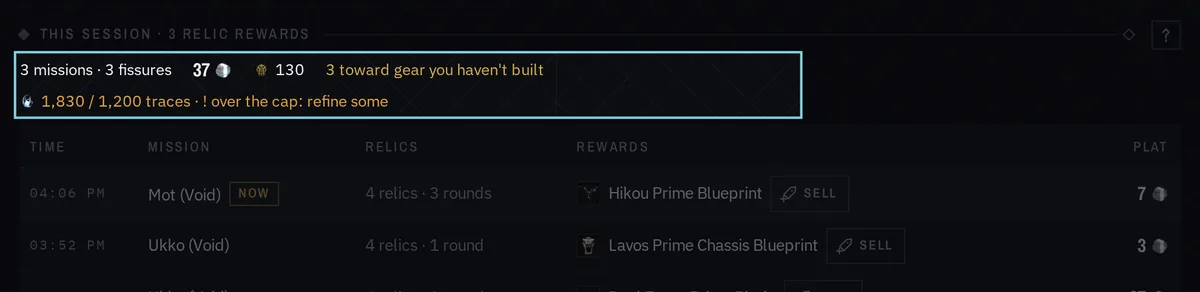 THIS SESSION · 3 RELIC REWARDS
?
3 missions · 3 fissures 37 130 3 toward gear you haven't built
1,830 / 1,200 traces · ! over the cap: refine some
TIME MISSION RELICS REWARDS PLAT
04:06 PM Mot (Void) NOW 4 relics · 3 rounds Hikou Prime Blueprint SELL 7
03:52 PM Ukko (Void) 4 relics · 1 round Lavos Prime Chassis Blueprint SELL 3